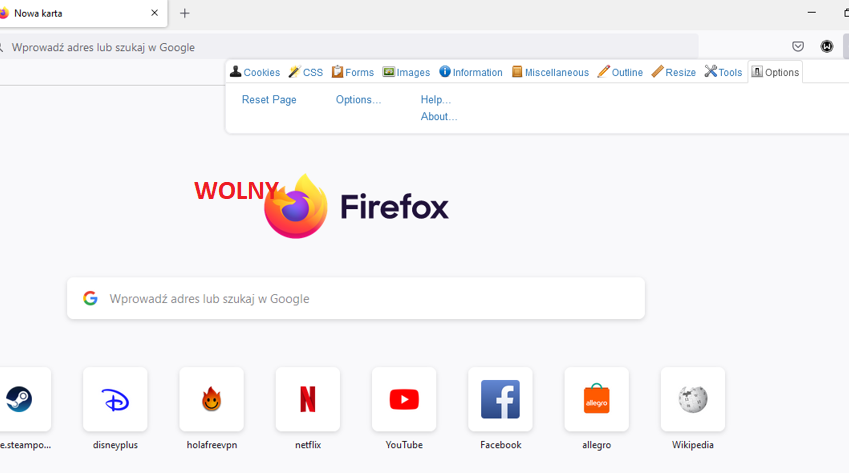 Nowa karta
Wprowadź adres lub szukaj w Google
Cookies CSS Forms Images Information Miscellaneous Outline Resize Tools Options
Reset Page Options... Help...
About...
WOLNY
Firefox
Wprowadź adres lub szukaj w Google
allegro
e.steampo... disneyplus holafreevpn netflix YouTube Facebook allegro Wikipedia